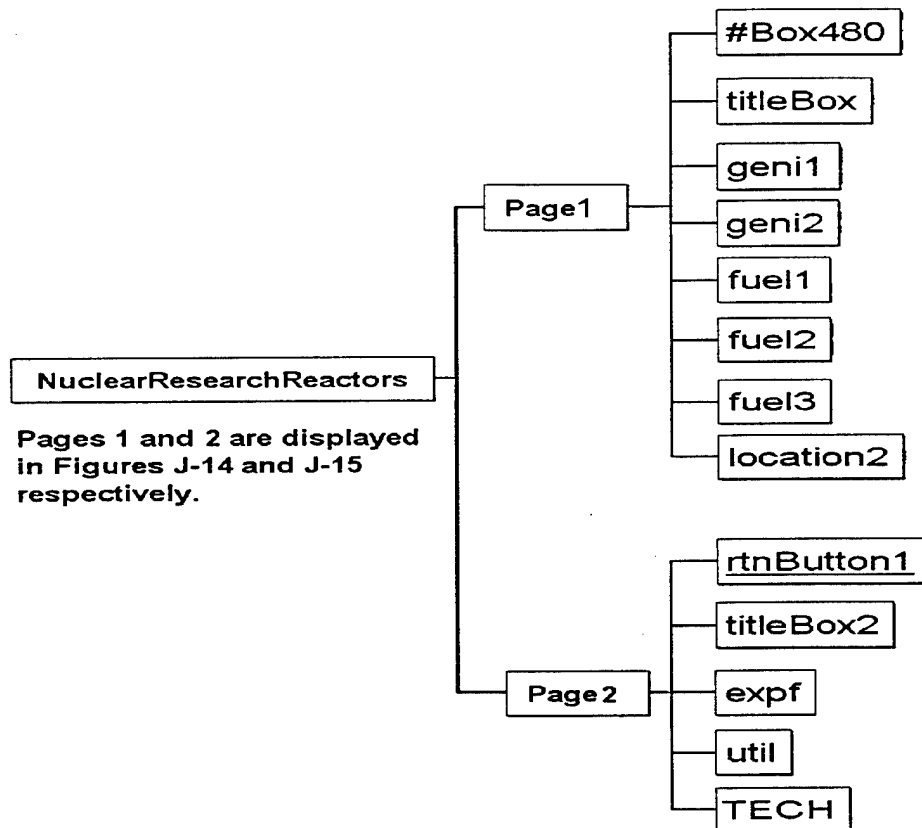 #Box480
titleBox
geni1
Page1
geni2
fuel1
fuel2
NuclearResearchReactors
fuel3
Pages 1 and 2 are displayed
in Figures J-14 and J-15
respectively.
location2
rtnButton1
titleBox2
Page2
expf
util
TECH